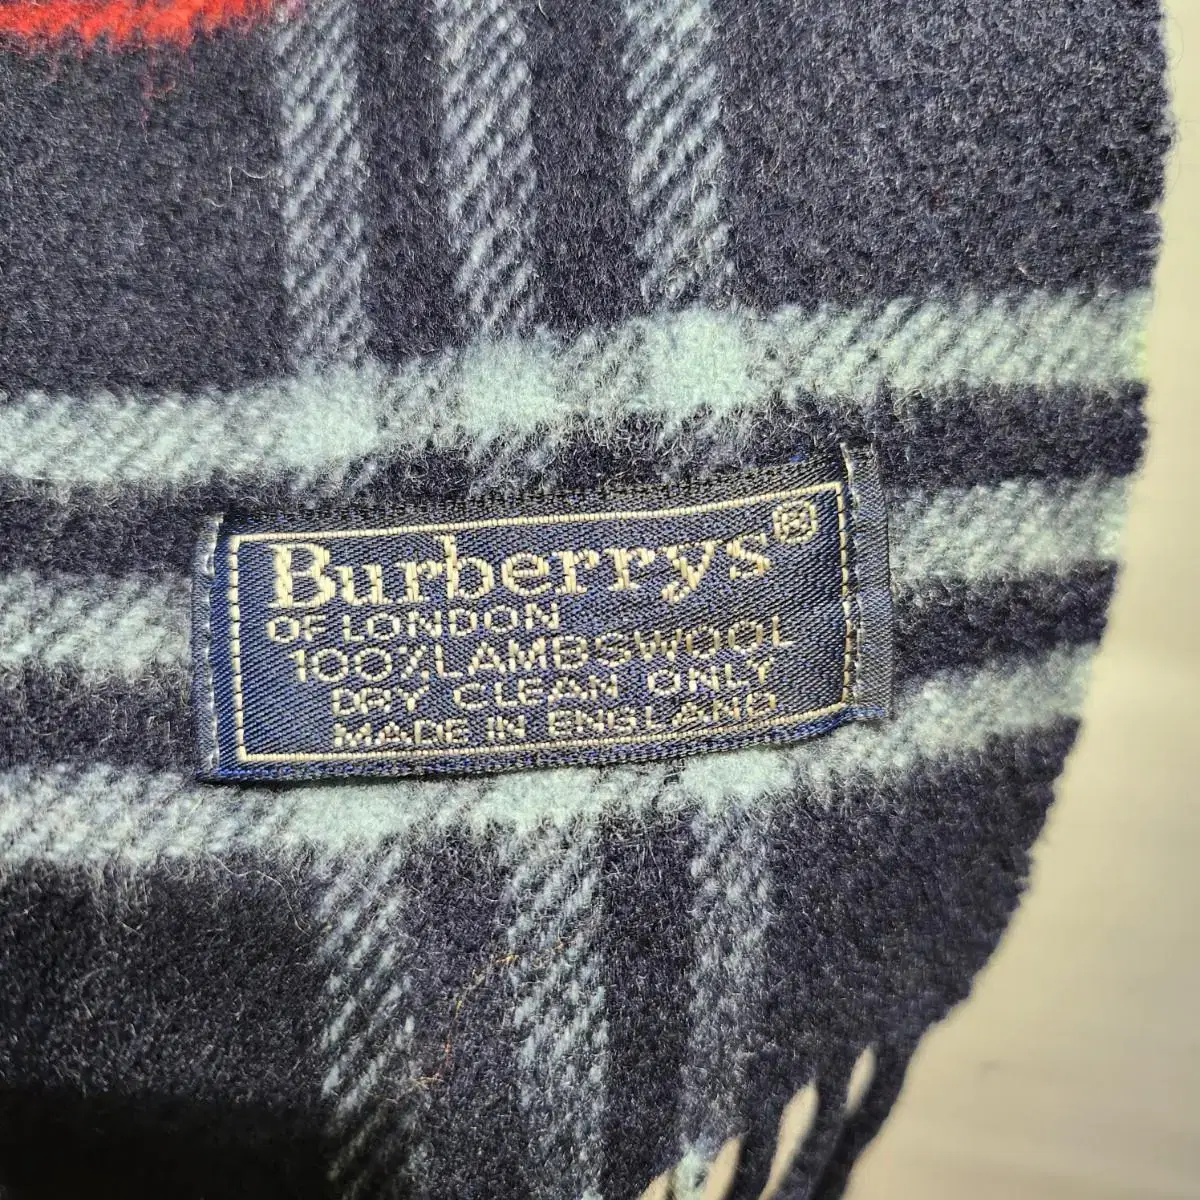 Burberrys®
OF LONDON
100% LAMBSWOOL
DRY CLEAN ONLY
MADE IN ENGLAND